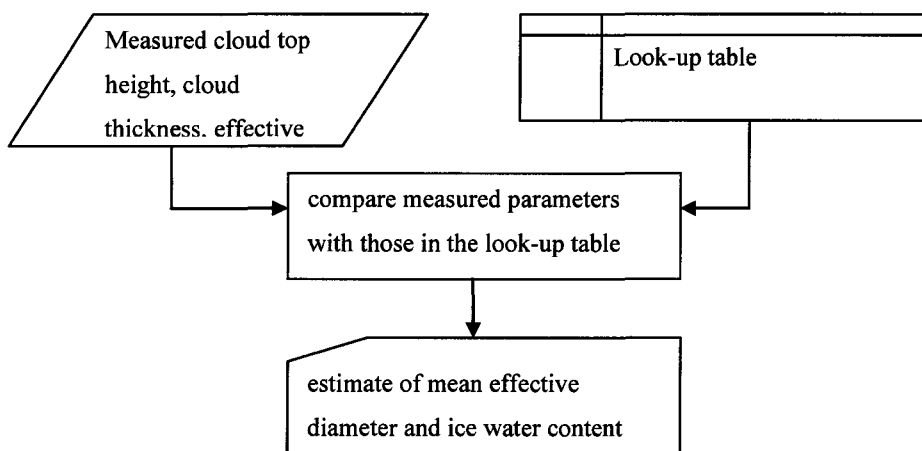 Measured cloud top
height, cloud
thickness. effective
Look-up table
compare measured parameters
with those in the look-up table
estimate of mean effective
diameter and ice water content